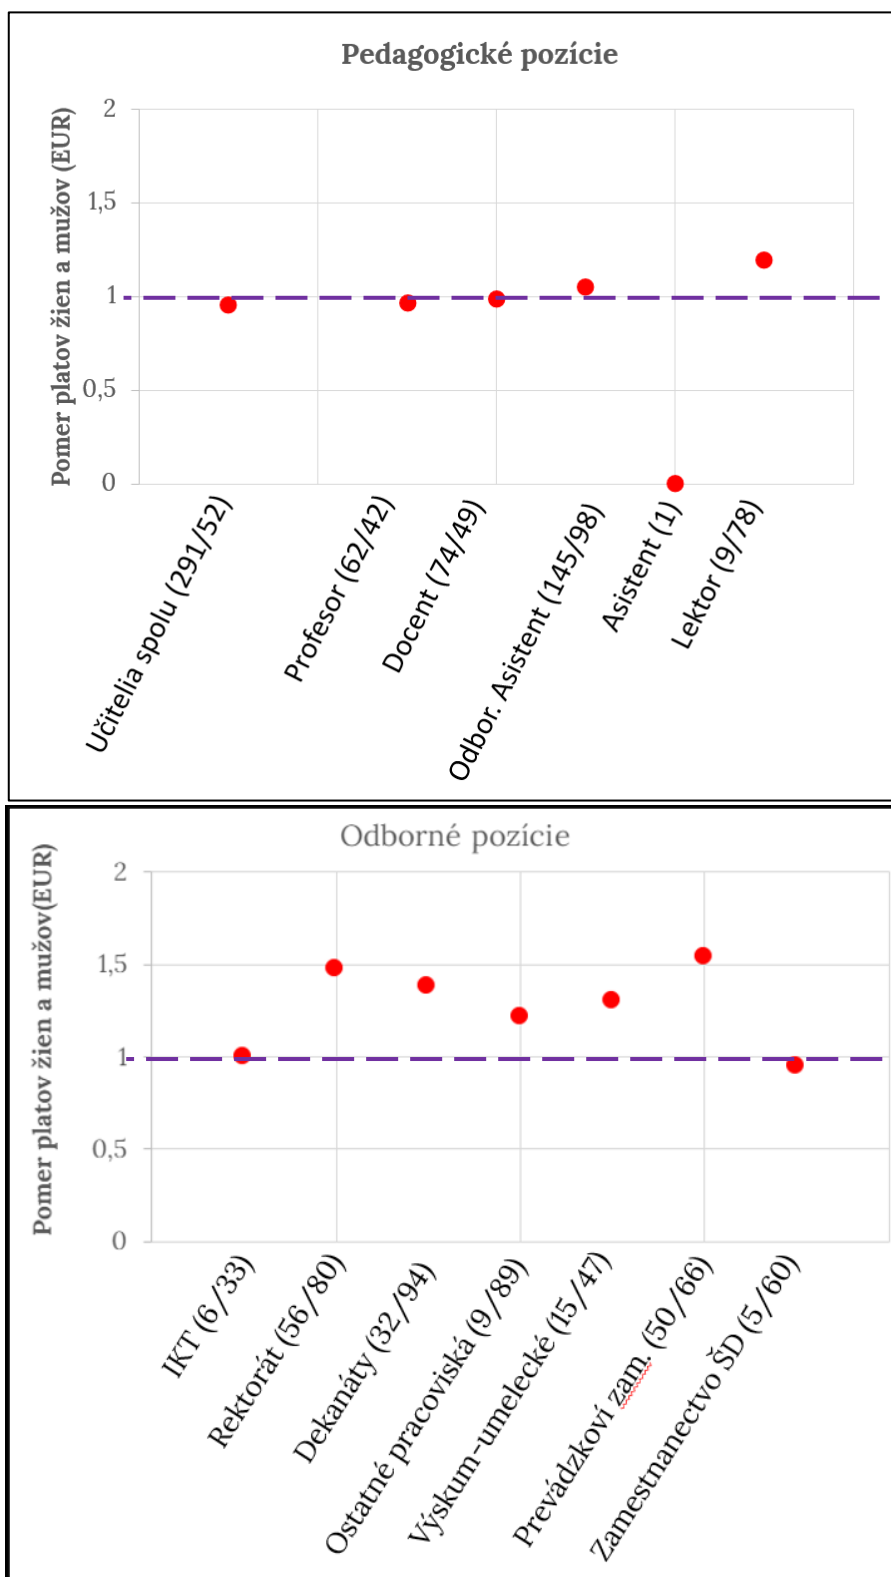 Pedagogické pozície
Pomer platov žien a mužov (EUR)
2
1,5
1
0,5
0
Učitelia spolu (291/52)
Profesor (62/42)
Docent (74/49)
Odbor. Asistent (145/98)
Asistent (1)
Lektor (9/78)
Odborné pozície
Pomer platov žien a mužov(EUR)
2
1,5
1
0,5
0
IKT (6/33)
Rektorát (56/80)
Dekanáty (32/94)
Ostatné pracoviská (9/89)
Výskum-umelecké (15/47)
Prevádzkoví zam. (50/66)
Zamestnanectvo ŠD (5/60)